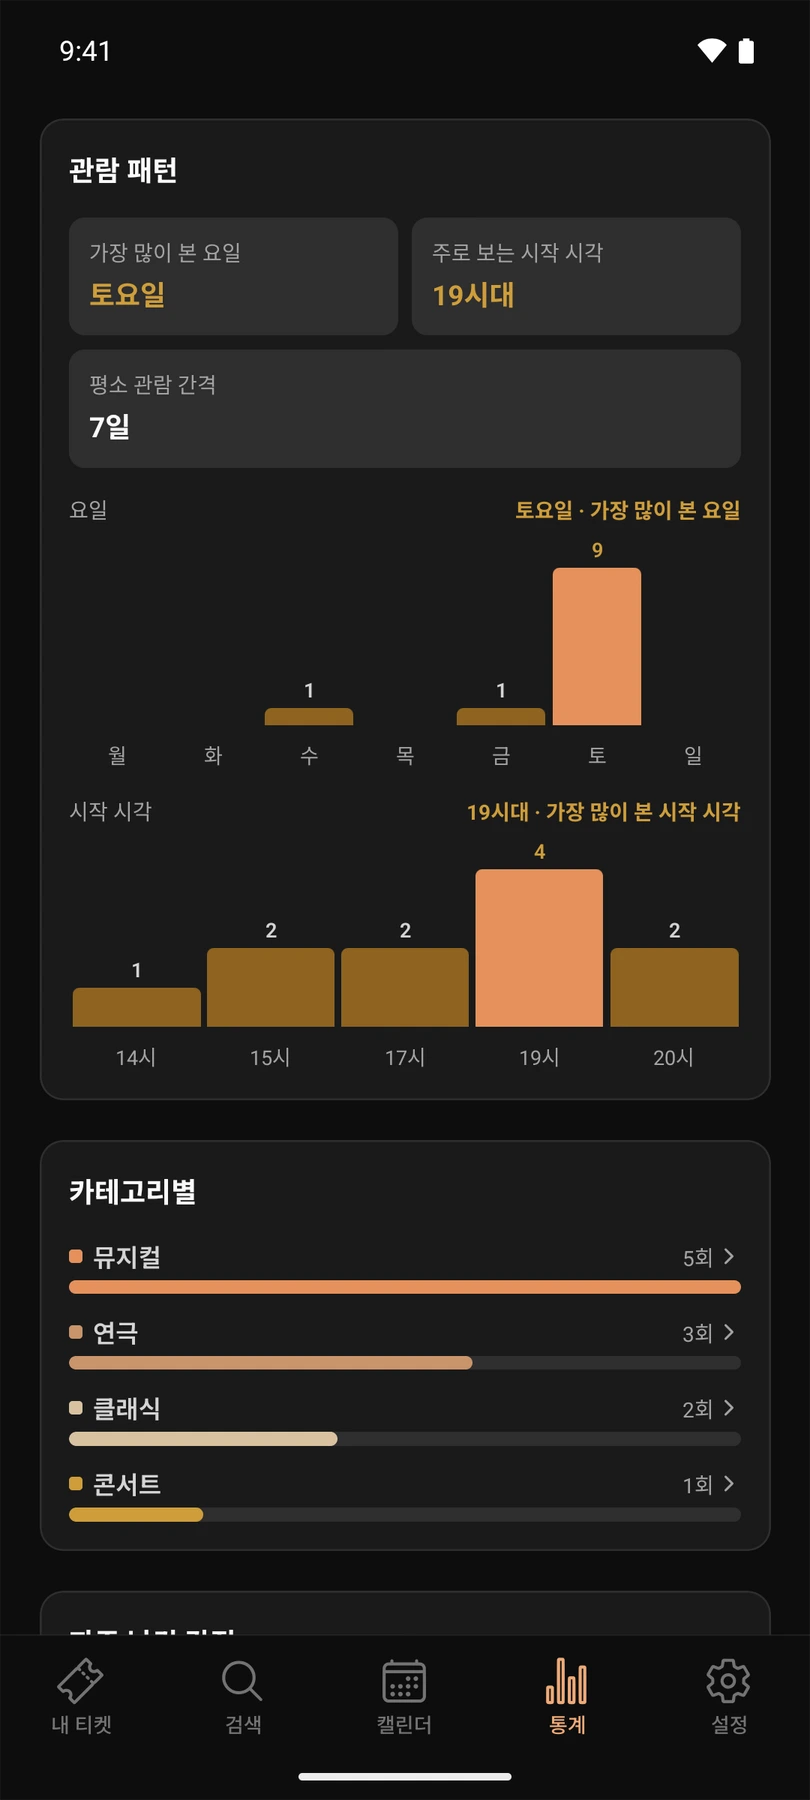 9:41
관람 패턴
가장 많이 본 요일
토요일
주로 보는 시작 시각
19시대
평소 관람 간격
7일
요일
토요일 · 가장 많이 본 요일
9
1
1
월 화 수 목 금 토 일
시작 시각
19시대 · 가장 많이 본 시작 시각
4
2 2 2
1
14시 15시 17시 19시 20시
카테고리별
뮤지컬 5회
연극 3회
클래식 2회
콘서트 1회
내 티켓 검색 캘린더 통계 설정